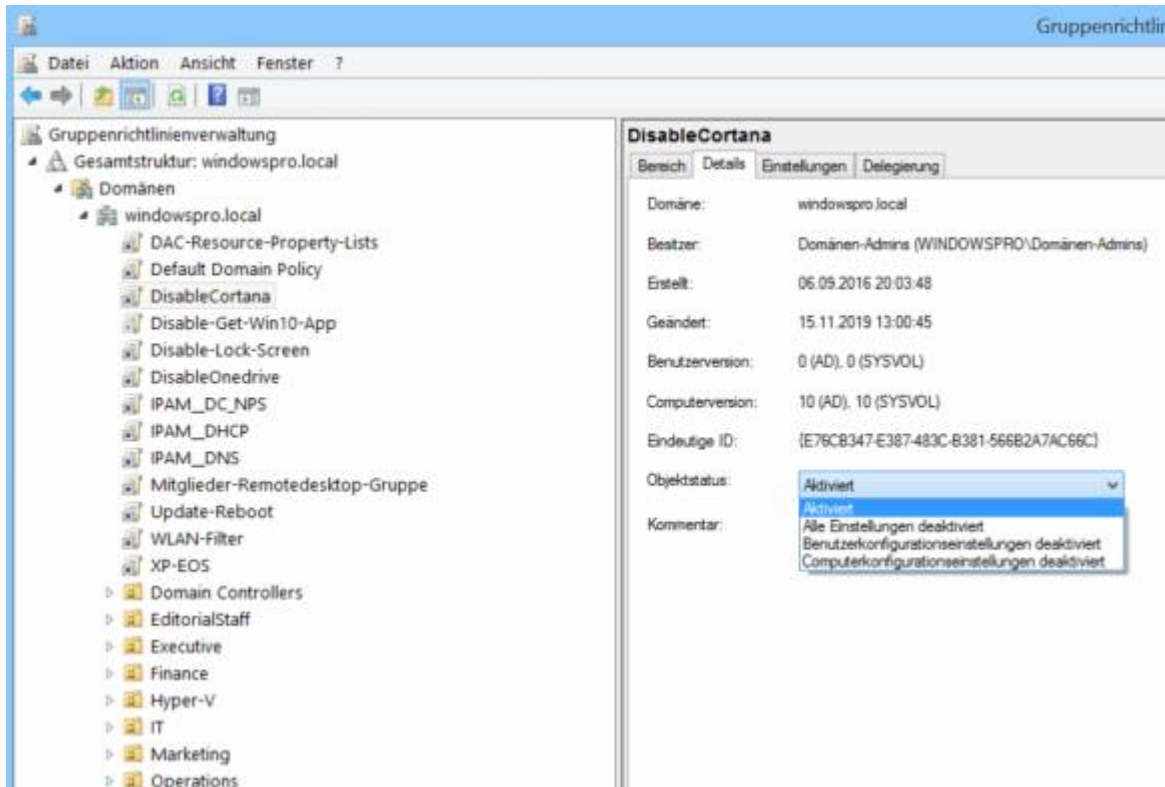 Gruppenrichtlin
Datei Aktion Ansicht Fenster ?
Gruppenrichtlinienverwaltung
Gesamtstruktur: windowspro.local
Domänen
windowspro.local
DAC-Resource-Property-Lists
Default Domain Policy
DisableCortana
Disable-Get-Win10-App
Disable-Lock-Screen
DisableOnedrive
IPAM__DC_NPS
IPAM__DHCP
IPAM__DNS
Mitglieder-Remotedesktop-Gruppe
Update-Reboot
WLAN-Filter
XP-EOS
Domain Controllers
EditorialStaff
Executive
Finance
Hyper-V
IT
Marketing
Operations
DisableCortana
Bereich Details Einstellungen Delegierung
Domäne: windowspro.local
Besitzer: Domänen-Admins (WINDOWSPRO\Domänen-Admins)
Erstellt: 06.09.2016 20:03:48
Geändert: 15.11.2019 13:00:45
Benutzerversion: 0 (AD), 0 (SYSVOL)
Computerversion: 10 (AD), 10 (SYSVOL)
Eindeutige ID: {E76CB347-E387-483C-B381-566B2A7AC66C}
Objektstatus: Aktiviert
Aktiviert
Alle Einstellungen deaktiviert
Benutzerkonfigurationseinstellungen deaktiviert
Computerkonfigurationseinstellungen deaktiviert
Kommentar: